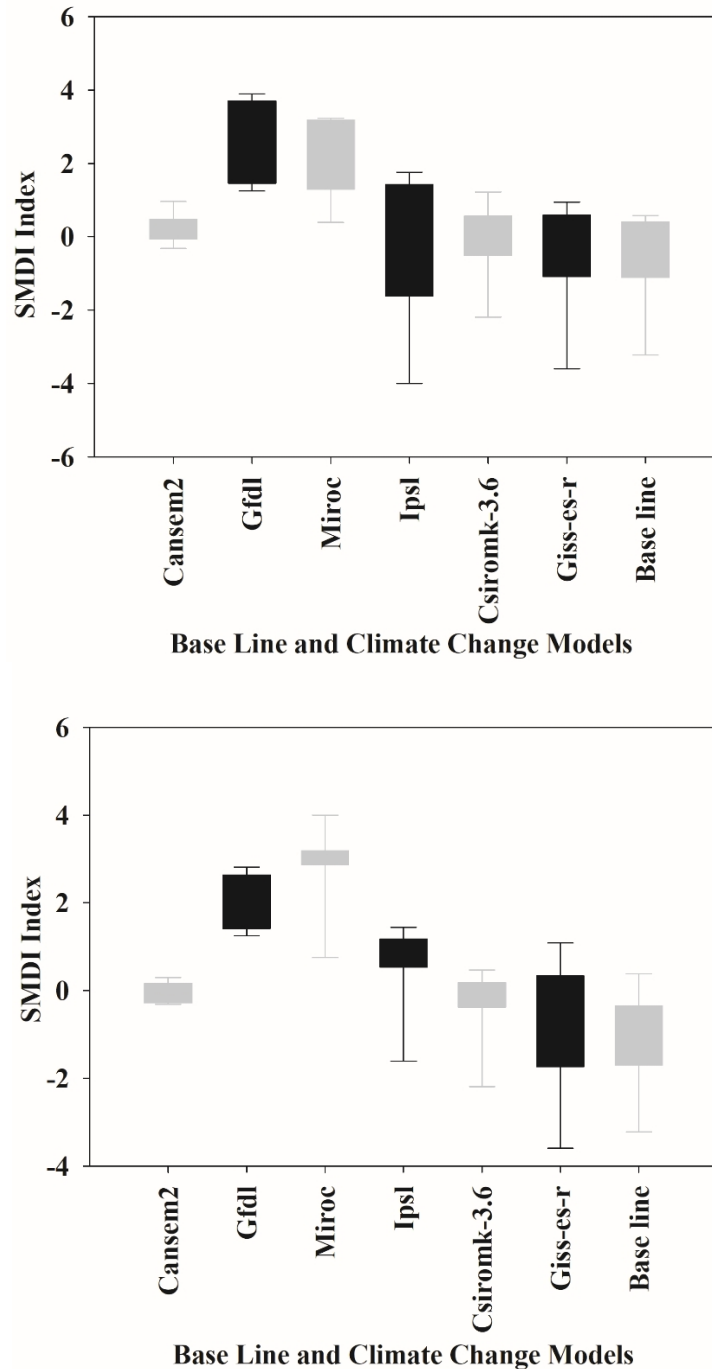 6
4
2
0
-2
-4
-6
SMDI Index
Cansem2
Gfdl
Miroc
Ipsl
Csiromk-3.6
Giss-es-r
Base line
Base Line and Climate Change Models
6
4
2
0
-2
-4
SMDI Index
Cansem2
Gfdl
Miroc
Ipsl
Csiromk-3.6
Giss-es-r
Base line
Base Line and Climate Change Models